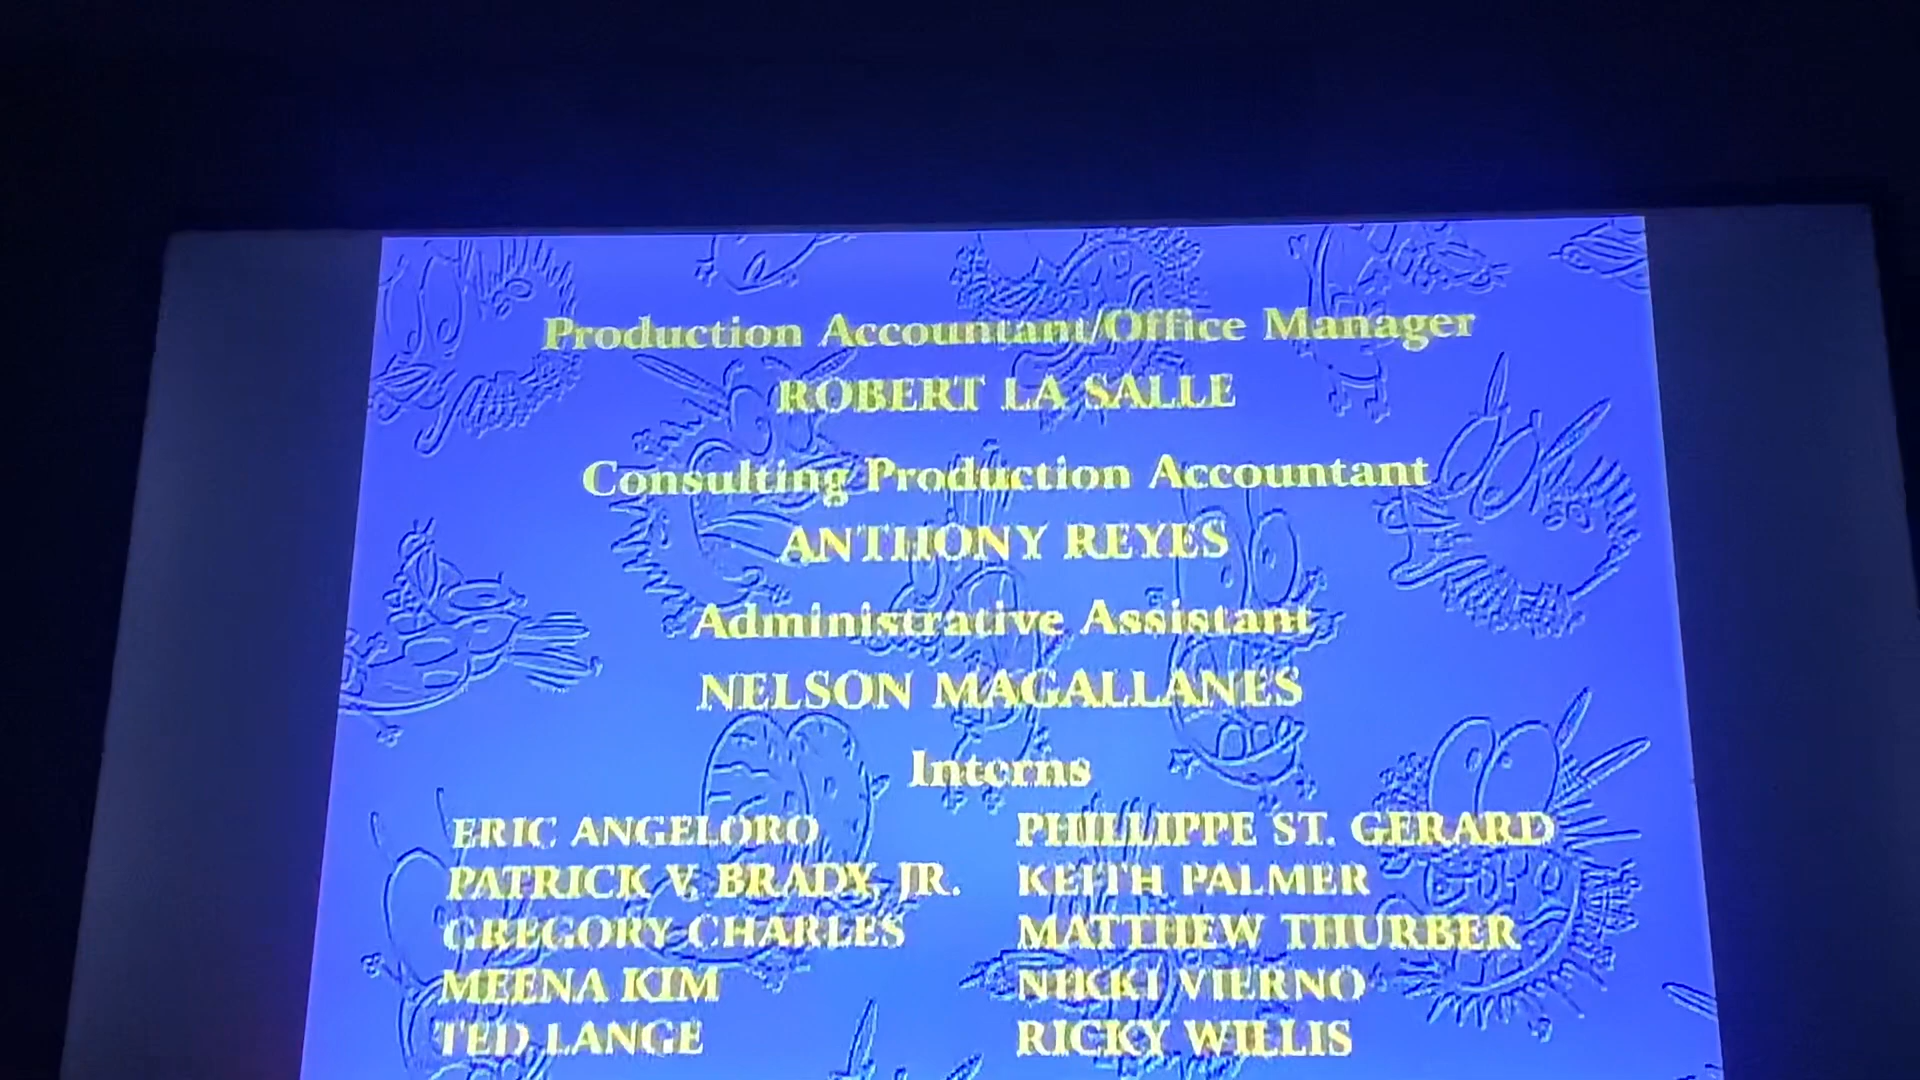 Production Accountant/Office Manager
ROBERT LA SALLE
Consulting Production Accountant
ANTHONY REYES
Administrative Assistant
NELSON MAGALLANES
Interns
ERIC ANGELORO PHILLIPPE ST. GERARD
PATRICK V. BRADY, JR. KEITH PALMER
GREGORY CHARLES MATTHEW THURBER
MEENA KIM NIKKI VIERNO
TED LANGE RICKY WILLIS